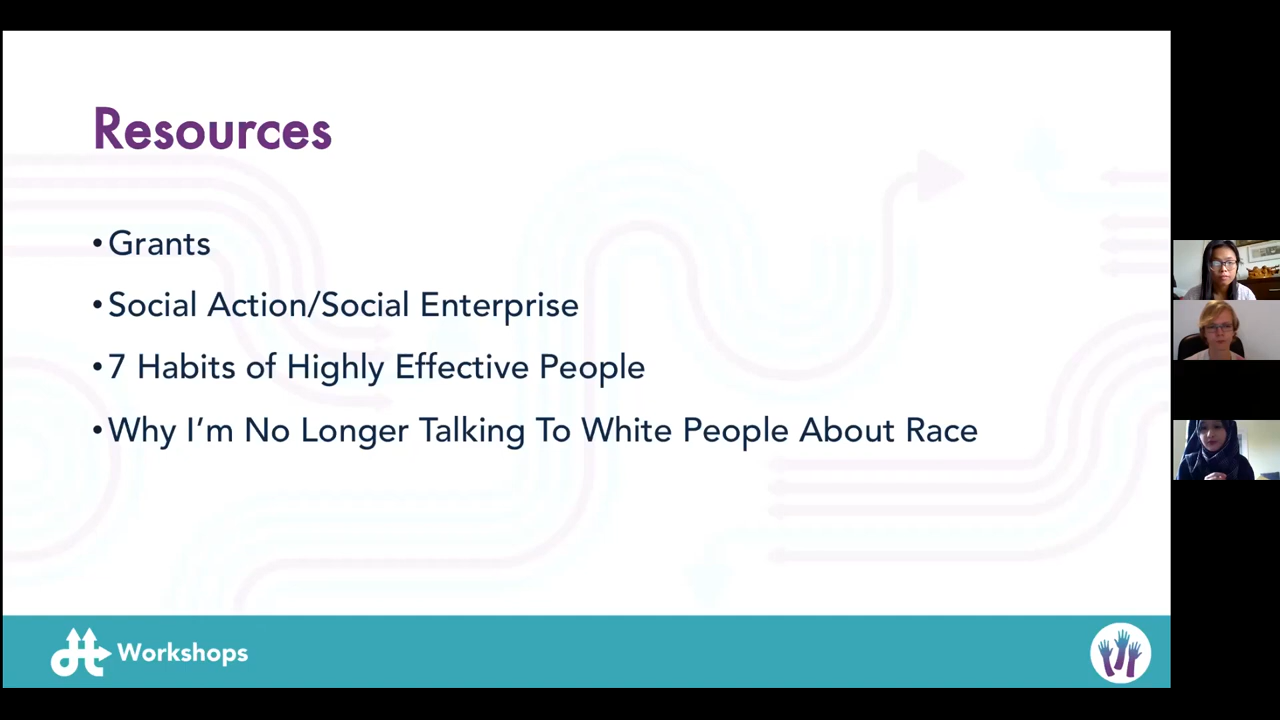 Resources
• Grants
• Social Action/Social Enterprise
• 7 Habits of Highly Effective People
• Why I’m No Longer Talking To White People About Race
Workshops